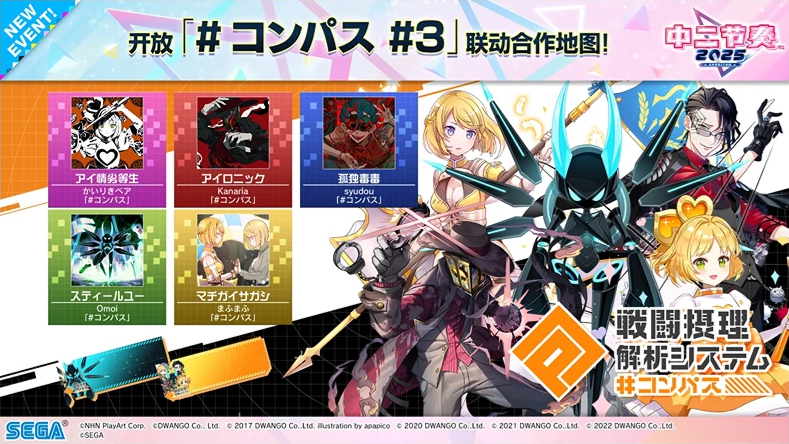 NEW
EVENT!
开放「#コンパス #3」联动合作地图!
中二节奏
2025
アイ情劣等生
かいりきベア
「#コンパス」
アイロニック
Kanaria
「#コンパス」
孤独毒毒
syudou
「#コンパス」
スティールユー
Omoi
「#コンパス」
マチガイサガシ
まふまふ
「#コンパス」
戦闘摂理
解析システム
#コンパス
SEGA
©NHN PlayArt Corp. ©DWANGO Co., Ltd. © 2017 DWANGO Co., Ltd. illustration by apapico © 2020 DWANGO Co., Ltd. © 2021 DWANGO Co., Ltd. © 2022 DWANGO Co., Ltd.
©SEGA